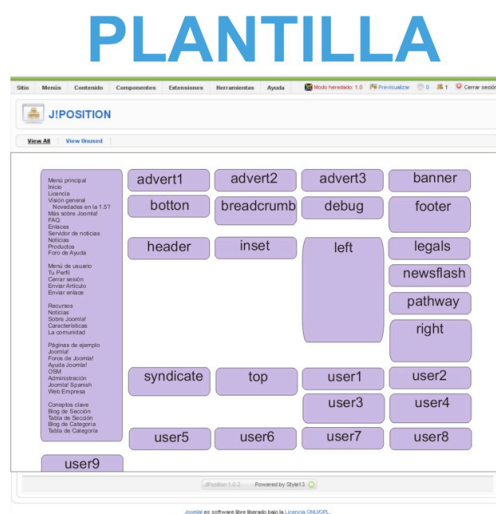 PLANTILLA
Sitio Menús Contenido Componentes Extensiones Herramientas Ayuda Modo heredado: 1.0 Previsualizar 0 1 Cerrar sesión
J!POSITION
View All View Unused
Menú principal
Inicio
Licencia
Visión general
Novedades en la 1.5?
Más sobre Joomla!
FAQ
Enlaces
Servidor de noticias
Noticias
Productos
Foro de Ayuda
Menú de usuario
Tu Perfil
Cerrar sesión
Enviar Artículo
Enviar enlace
Recursos
Noticias
Sobre Joomla!
Características
La comunidad
Páginas de ejemplo
Joomla!
Foros de Joomla!
Ayuda Joomla!
OSM
Administración
Joomla! Spanish
Web Empresa
Conseptos clave
Blog de Sección
Tabla de Sección
Blog de Categoría
Tabla de Categoría
advert1 advert2 advert3 banner
botton breadcrumb debug footer
header inset left legals
newsflash
pathway
right
syndicate top user1 user2
user3 user4
user5 user6 user7 user8
user9
JPosition 1.0.2 Powered by Style13
Joomla! es software libre liberado bajo la Licencia GNU/GPL.